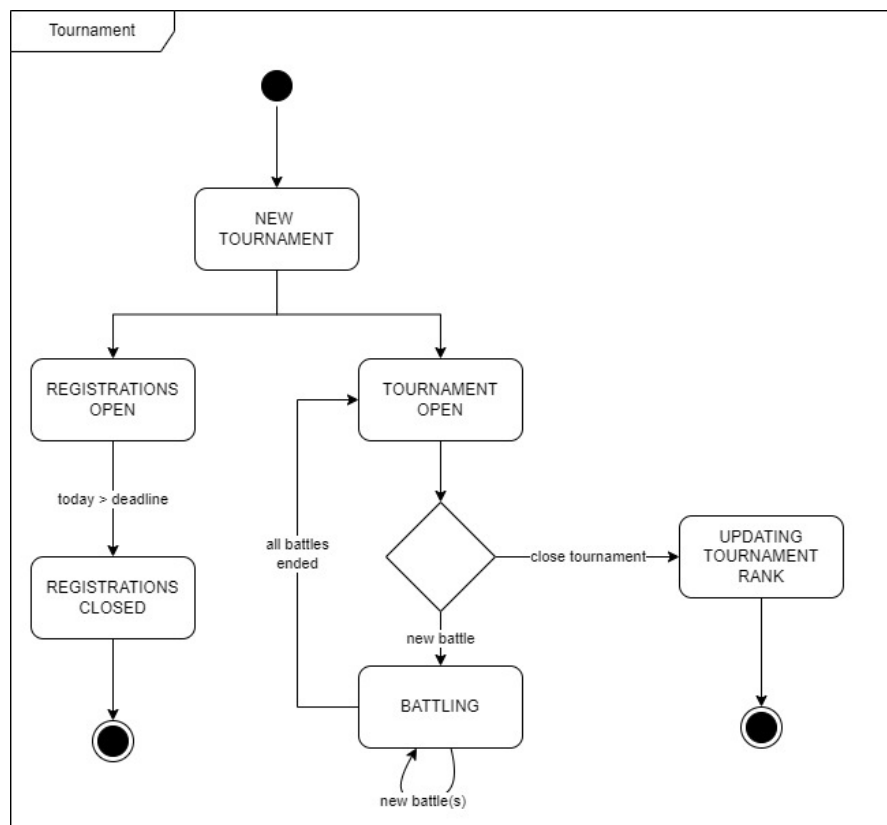 Tournament
NEW
TOURNAMENT
REGISTRATIONS
OPEN
TOURNAMENT
OPEN
today > deadline
all battles
ended
close tournament
UPDATING
TOURNAMENT
RANK
REGISTRATIONS
CLOSED
new battle
BATTLING
new battle(s)